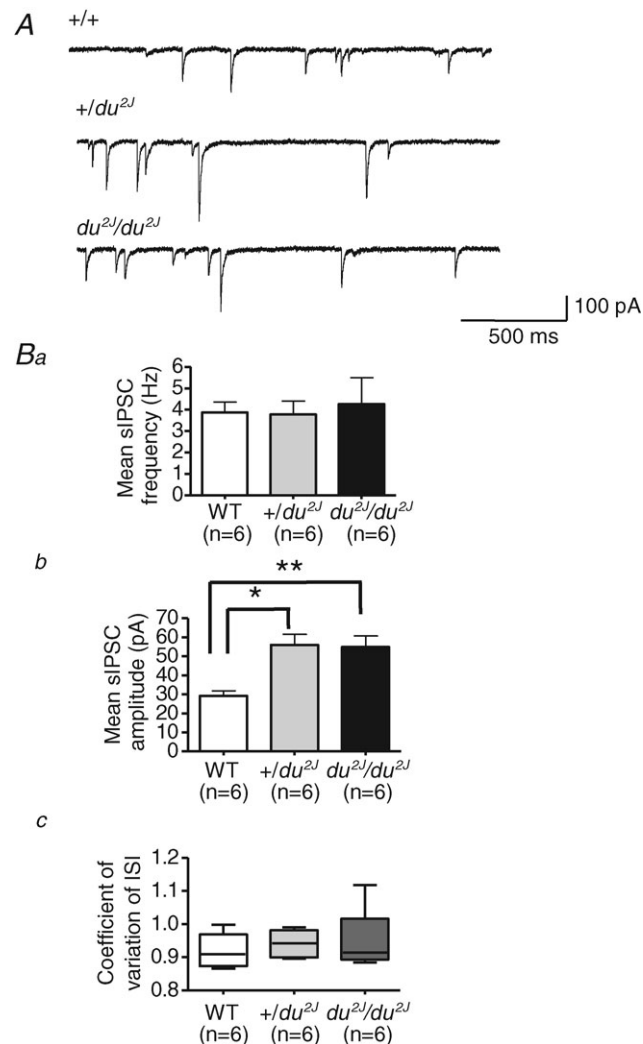 A
+/+
+/du²ᴶ
du²ᴶ/du²ᴶ
100 pA
500 ms
Ba
Mean sIPSC
frequency (Hz)
6
5
4
3
2
1
0
WT +/du²ᴶ du²ᴶ/du²ᴶ
(n=6) (n=6) (n=6)
b
**
*
Mean sIPSC
amplitude (pA)
70
60
50
40
30
20
10
0
WT +/du²ᴶ du²ᴶ/du²ᴶ
(n=6) (n=6) (n=6)
c
Coefficient of
variation of ISI
1.2
1.1
1.0
0.9
0.8
WT +/du²ᴶ du²ᴶ/du²ᴶ
(n=6) (n=6) (n=6)